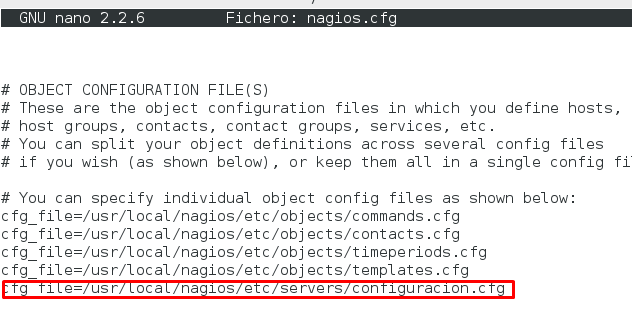 GNU nano 2.2.6 Fichero: nagios.cfg
# OBJECT CONFIGURATION FILE(S)
# These are the object configuration files in which you define hosts,
# host groups, contacts, contact groups, services, etc.
# You can split your object definitions across several config files
# if you wish (as shown below), or keep them all in a single config fi
# You can specify individual object config files as shown below:
cfg_file=/usr/local/nagios/etc/objects/commands.cfg
cfg_file=/usr/local/nagios/etc/objects/contacts.cfg
cfg_file=/usr/local/nagios/etc/objects/timeperiods.cfg
cfg_file=/usr/local/nagios/etc/objects/templates.cfg
cfg_file=/usr/local/nagios/etc/servers/configuracion.cfg